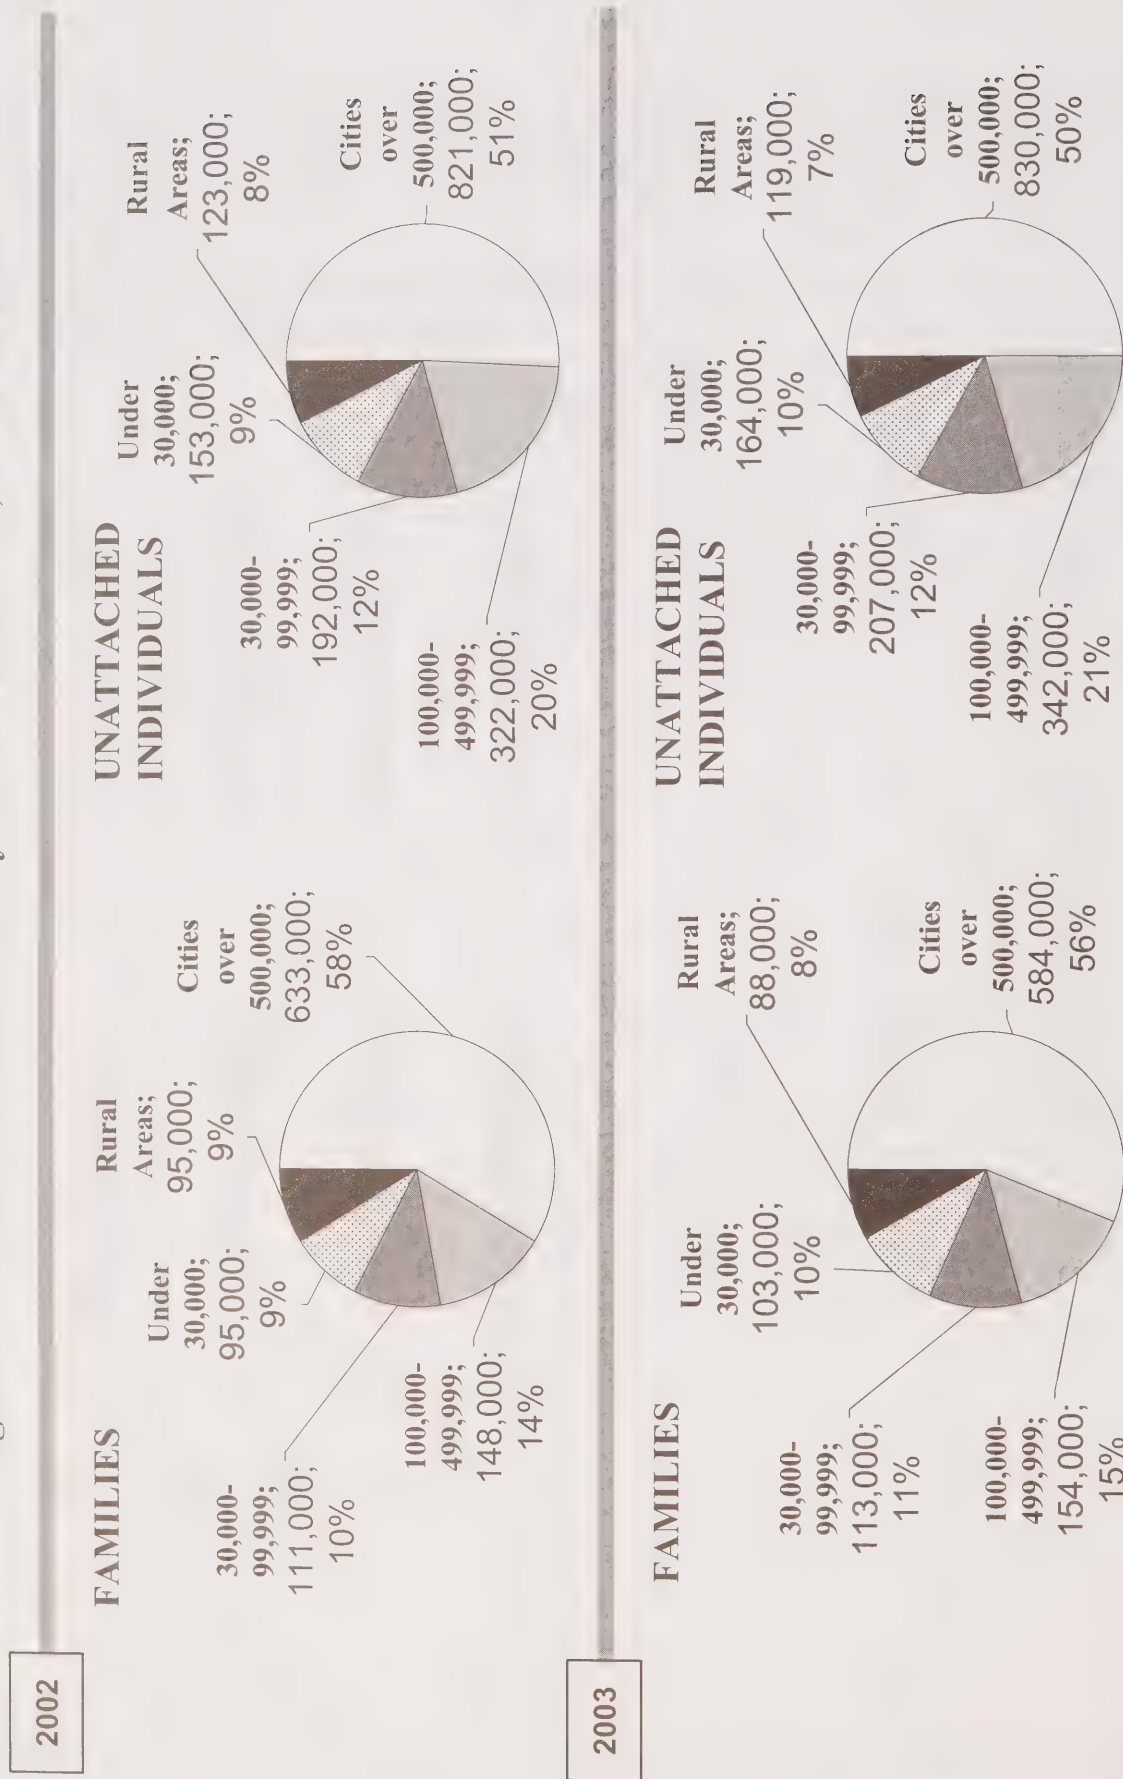 2002
FAMILIES
Rural
Areas;
95,000;
9%
Under
30,000;
95,000;
9%
30,000-
99,999;
111,000;
10%
100,000-
499,999;
148,000;
14%
Cities
over
500,000;
633,000;
58%
UNATTACHED
INDIVIDUALS
Rural
Areas;
123,000;
8%
Under
30,000;
153,000;
9%
30,000-
99,999;
192,000;
12%
100,000-
499,999;
322,000;
20%
Cities
over
500,000;
821,000;
51%
2003
FAMILIES
Rural
Areas;
88,000;
8%
Under
30,000;
103,000;
10%
30,000-
99,999;
113,000;
11%
100,000-
499,999;
154,000;
15%
Cities
over
500,000;
584,000;
56%
UNATTACHED
INDIVIDUALS
Rural
Areas;
119,000;
7%
Under
30,000;
164,000;
10%
30,000-
99,999;
207,000;
12%
100,000-
499,999;
342,000;
21%
Cities
over
500,000;
830,000;
50%